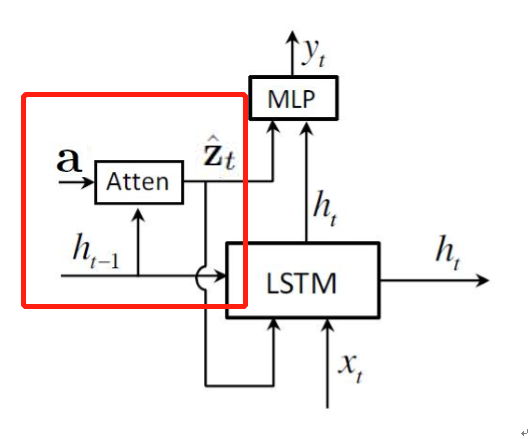 y_t
MLP
a
Atten
ẑ_t
h_t
h_{t-1}
LSTM
h_t
x_t